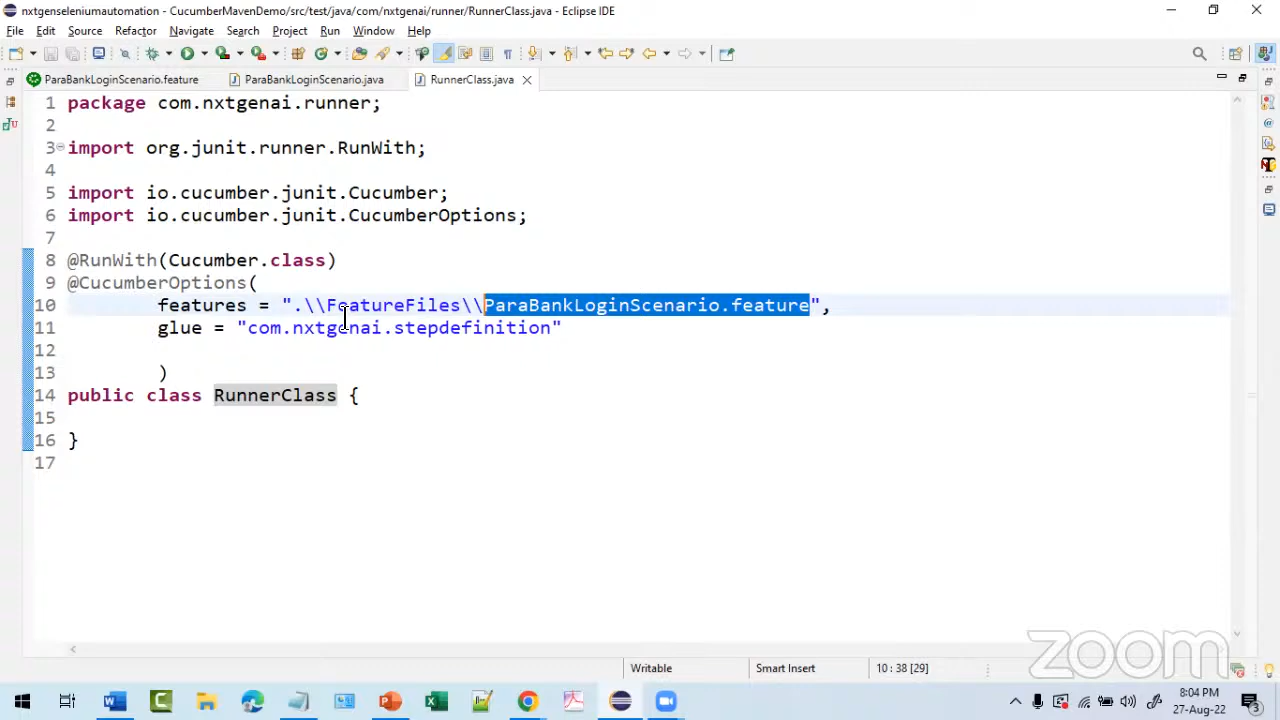 nxtgenseleniumautomation - CucumberMavenDemo/src/test/java/com/nxtgenai/runner/RunnerClass.java - Eclipse IDE
File Edit Source Refactor Navigate Search Project Run Window Help
ParaBankLoginScenario.feature ParaBankLoginScenario.java RunnerClass.java
1 package com.nxtgenai.runner;
2
3 import org.junit.runner.RunWith;
4
5 import io.cucumber.junit.Cucumber;
6 import io.cucumber.junit.CucumberOptions;
7
8 @RunWith(Cucumber.class)
9 @CucumberOptions(
10 features = ".\\FeatureFiles\\ParaBankLoginScenario.feature",
11 glue = "com.nxtgenai.stepdefinition"
12
13 )
14 public class RunnerClass {
15
16 }
17
zoom
Writable Smart Insert 10 : 38 [29]
8:04 PM
27-Aug-22
3